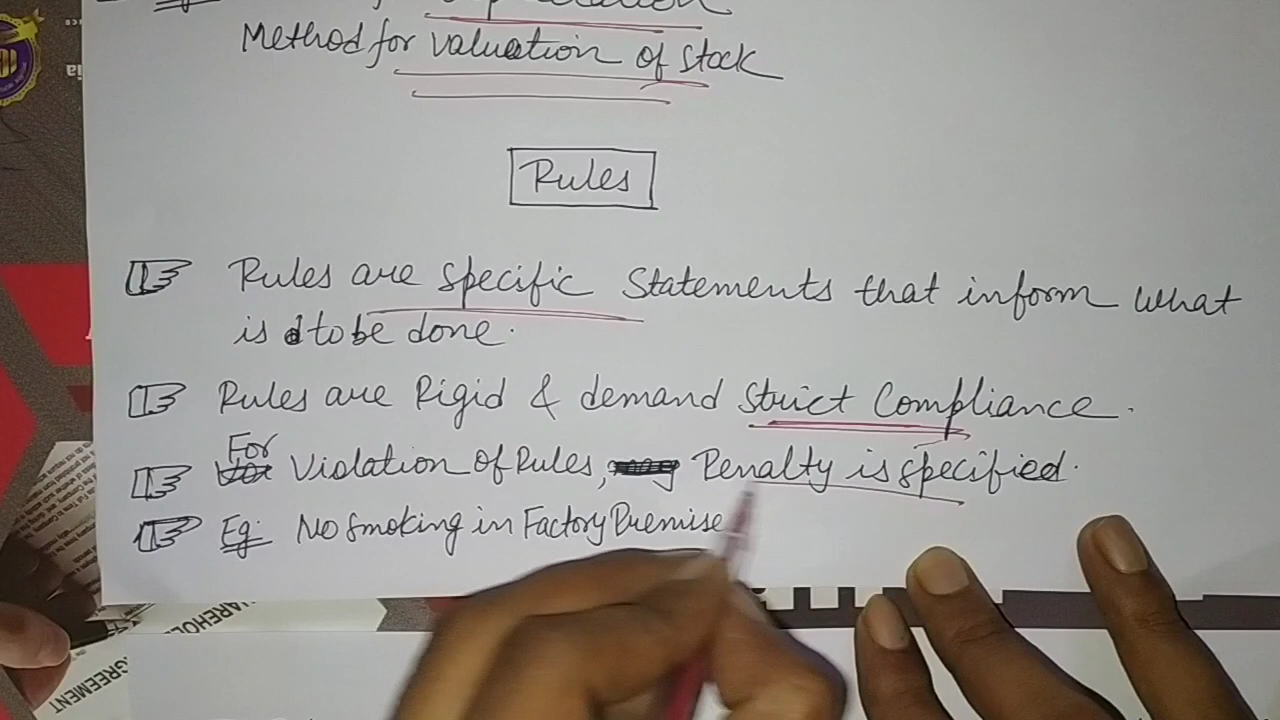 Method for valuation of stock
Rules
Rules are specific statements that inform what
is to be done.
Rules are Rigid & demand strict compliance.
For
Violation of Rules, Penalty is specified.
Eg: No smoking in Factory Premise
AGREEMENT